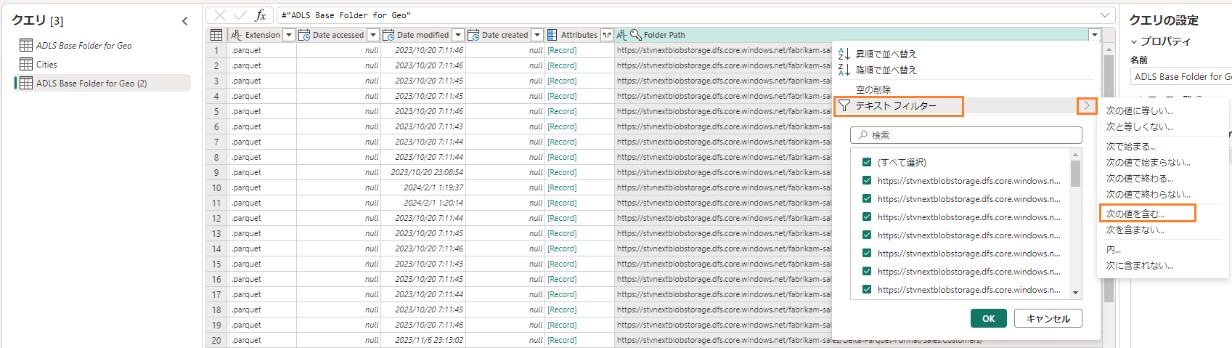 クエリ [3]
ADLS Base Folder for Geo
Cities
ADLS Base Folder for Geo (2)
fx
#"ADLS Base Folder for Geo"
Extension Date accessed Date modified Date created Attributes Folder Path
1 .parquet null 2023/10/20 7:11:46 null [Record] https://stvnextblobstorage.dfs.core.windows.net/fabrikam-sal
2 .parquet null 2023/10/20 7:11:46 null [Record] https://stvnextblobstorage.dfs.core.windows.net/fabrikam-sal
3 .parquet null 2023/10/20 7:11:45 null [Record] https://stvnextblobstorage.dfs.core.windows.net/fabrikam-sal
4 .parquet null 2023/10/20 7:11:45 null [Record] https://stvnextblobstorage.dfs.core.windows.net/fabrikam-sal
5 .parquet null 2023/10/20 7:11:46 null [Record] https://stvnextblobstorage.dfs.core.windows.net/fabrikam-sal
6 .parquet null 2023/10/20 7:11:43 null [Record] https://stvnextblobstorage.dfs.core.windows.net/fabrikam-sal
7 .parquet null 2023/10/20 7:11:44 null [Record] https://stvnextblobstorage.dfs.core.windows.net/fabrikam-sal
8 .parquet null 2023/10/20 7:11:44 null [Record] https://stvnextblobstorage.dfs.core.windows.net/fabrikam-sal
9 .parquet null 2023/10/20 23:08:54 null [Record] https://stvnextblobstorage.dfs.core.windows.net/fabrikam-sal
10 .parquet null 2024/2/1 1:19:37 null [Record] https://stvnextblobstorage.dfs.core.windows.net/fabrikam-sal
11 .parquet null 2024/2/1 1:20:14 null [Record] https://stvnextblobstorage.dfs.core.windows.net/fabrikam-sal
12 .parquet null 2023/10/20 7:11:44 null [Record] https://stvnextblobstorage.dfs.core.windows.net/fabrikam-sal
13 .parquet null 2023/10/20 7:11:45 null [Record] https://stvnextblobstorage.dfs.core.windows.net/fabrikam-sal
14 .parquet null 2023/10/20 7:11:46 null [Record] https://stvnextblobstorage.dfs.core.windows.net/fabrikam-sal
15 .parquet null 2023/10/20 7:11:43 null [Record] https://stvnextblobstorage.dfs.core.windows.net/fabrikam-sal
16 .parquet null 2023/10/20 7:11:45 null [Record] https://stvnextblobstorage.dfs.core.windows.net/fabrikam-sal
17 .parquet null 2023/10/20 7:11:44 null [Record] https://stvnextblobstorage.dfs.core.windows.net/fabrikam-sal
18 .parquet null 2023/10/20 7:11:45 null [Record] https://stvnextblobstorage.dfs.core.windows.net/fabrikam-sal
19 .parquet null 2023/10/20 7:11:46 null [Record] https://stvnextblobstorage.dfs.core.windows.net/fabrikam-sal
20 .parquet null 2023/11/6 23:13:02 null [Record] https://stvnextblobstorage.dfs.core.windows.net/fabrikam-sales/Delta-Parquet-Format/Sales.Customers/
昇順で並べ替え
降順で並べ替え
空の削除
テキスト フィルター
検索
(すべて選択)
https://stvnextblobstorage.dfs.core.windows.n...
https://stvnextblobstorage.dfs.core.windows.n...
https://stvnextblobstorage.dfs.core.windows.n...
https://stvnextblobstorage.dfs.core.windows.n...
https://stvnextblobstorage.dfs.core.windows.n...
https://stvnextblobstorage.dfs.core.windows.n...
https://stvnextblobstorage.dfs.core.windows.n...
OK キャンセル
次の値に等しい...
次と等しくない...
次で始まる...
次の値で始まらない...
次の値で終わる...
次の値で終わらない...
次の値を含む...
次を含まない...
内...
次に含まれない...
クエリの設定
プロパティ
名前
ADLS Base Folder for Ge